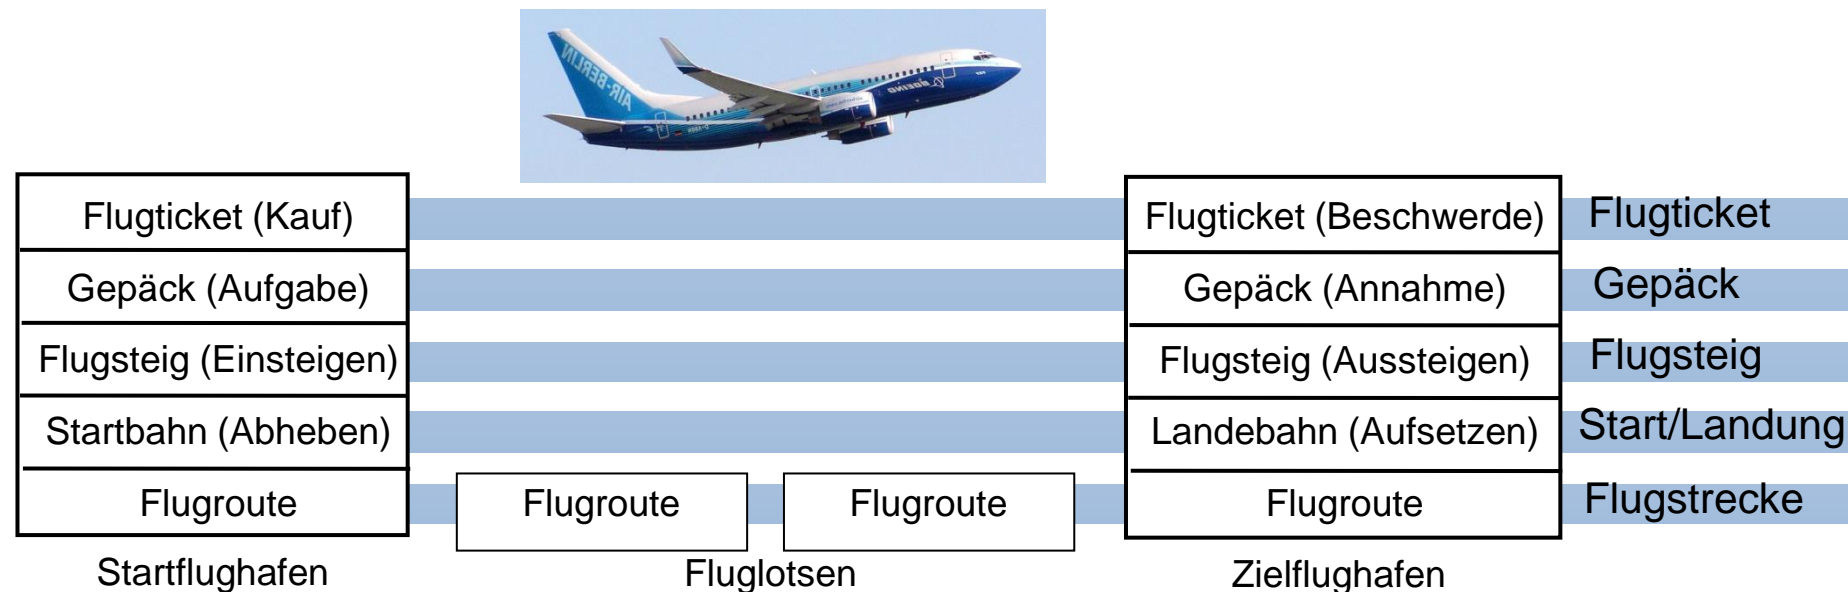 AIR-BERLIN
BOEING
Flugticket (Kauf)
Flugticket (Beschwerde)
Flugticket
Gepäck (Aufgabe)
Gepäck (Annahme)
Gepäck
Flugsteig (Einsteigen)
Flugsteig (Aussteigen)
Flugsteig
Startbahn (Abheben)
Landebahn (Aufsetzen)
Start/Landung
Flugroute
Flugroute
Flugroute
Flugroute
Flugstrecke
Startflughafen
Fluglotsen
Zielflughafen